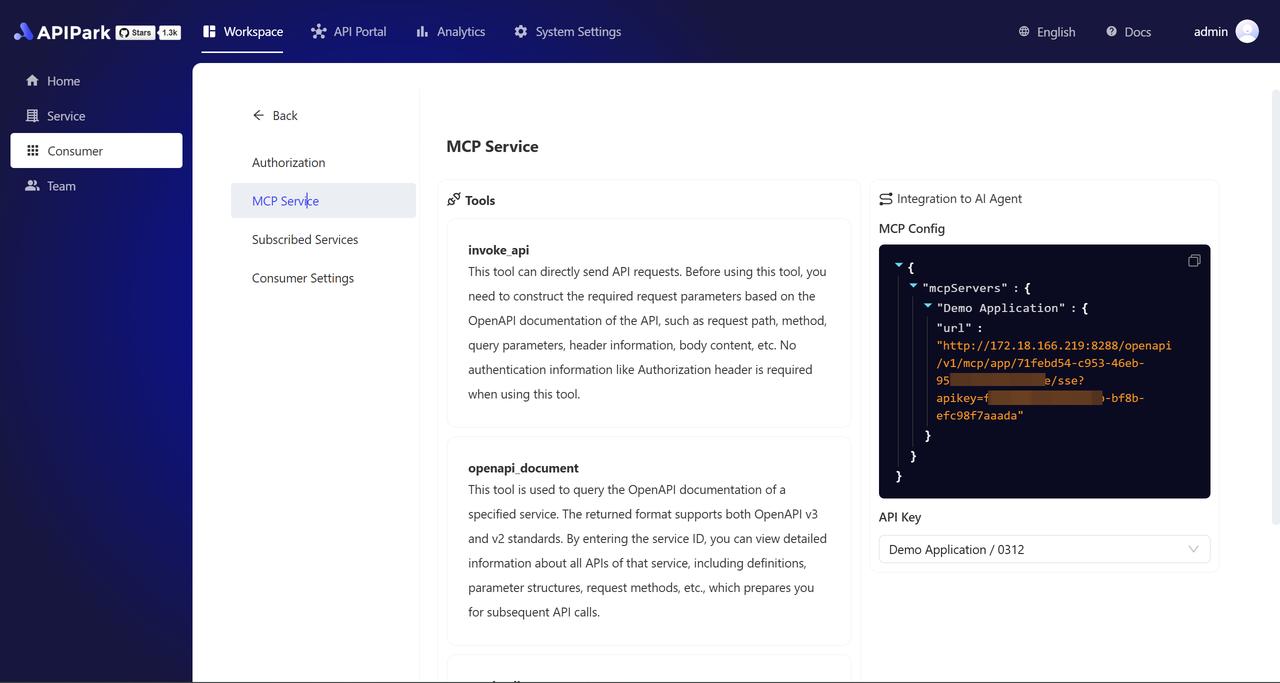 APIPark Stars 1.3k Workspace API Portal Analytics System Settings English Docs admin
Home
Service
Consumer
Team
Back
Authorization
MCP Service
Subscribed Services
Consumer Settings
MCP Service
Tools
invoke_api
This tool can directly send API requests. Before using this tool, you
need to construct the required request parameters based on the
OpenAPI documentation of the API, such as request path, method,
query parameters, header information, body content, etc. No
authentication information like Authorization header is required
when using this tool.
openapi_document
This tool is used to query the OpenAPI documentation of a
specified service. The returned format supports both OpenAPI v3
and v2 standards. By entering the service ID, you can view detailed
information about all APIs of that service, including definitions,
parameter structures, request methods, etc., which prepares you
for subsequent API calls.
Integration to AI Agent
MCP Config
{
"mcpServers" : {
"Demo Application" : {
"url" :
"http://172.18.166.219:8288/openapi
/v1/mcp/app/71febd54-c953-46eb-
95 e/sse?
apikey=f -bf8b-
efc98f7aaada"
}
}
}
API Key
Demo Application / 0312